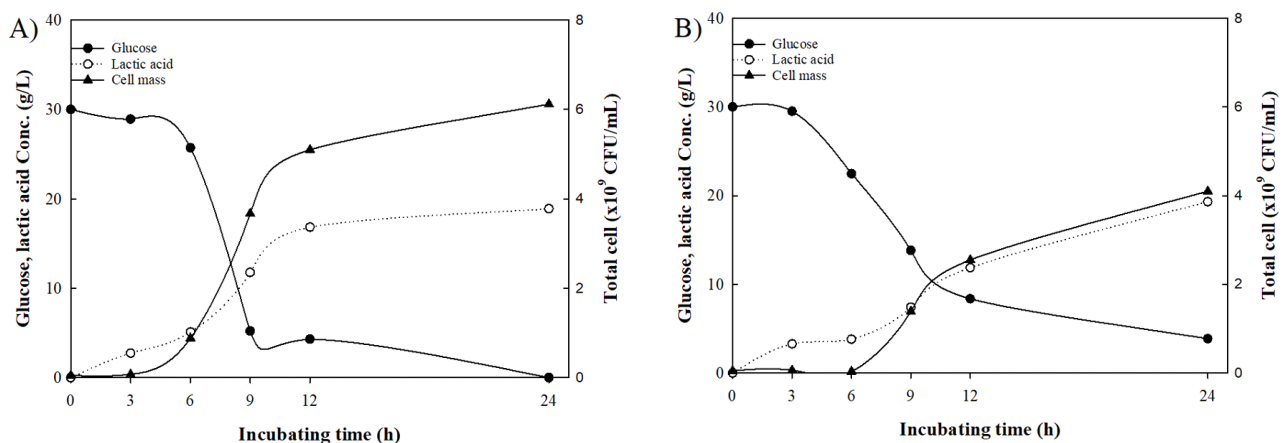 A)
Glucose
Lactic acid
Cell mass
Glucose, lactic acid Conc. (g/L)
40
30
20
10
0
Total cell (x10⁹ CFU/mL)
8
6
4
2
0
0 3 6 9 12 24
Incubating time (h)
B)
Glucose
Lactic acid
Cell mass
Glucose, lactic acid Conc. (g/L)
40
30
20
10
0
Total cell (x10⁹ CFU/mL)
8
6
4
2
0
0 3 6 9 12 24
Incubating time (h)